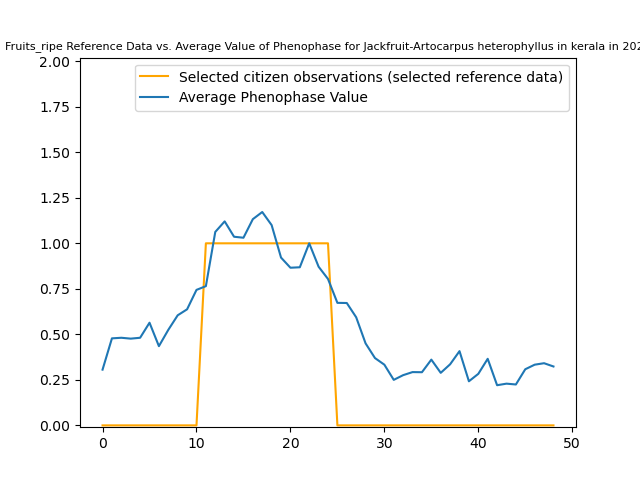 Fruits_ripe Reference Data vs. Average Value of Phenophase for Jackfruit-Artocarpus heterophyllus in kerala in 202
Selected citizen observations (selected reference data)
Average Phenophase Value
2.00
1.75
1.50
1.25
1.00
0.75
0.50
0.25
0.00
0 10 20 30 40 50